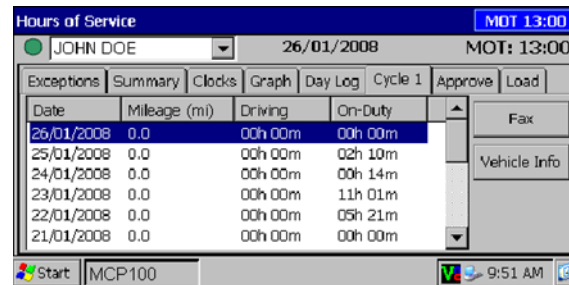 Hours of Service MOT 13:00
JOHN DOE 26/01/2008 MOT: 13:00
Exceptions Summary Clocks Graph Day Log Cycle 1 Approve Load
Date Mileage (mi) Driving On-Duty
26/01/2008 0.0 00h 00m 00h 00m
25/01/2008 0.0 00h 00m 02h 10m
24/01/2008 0.0 00h 00m 00h 14m
23/01/2008 0.0 00h 00m 11h 01m
22/01/2008 0.0 00h 00m 05h 21m
21/01/2008 0.0 00h 00m 00h 00m
Fax
Vehicle Info
Start MCP100 9:51 AM